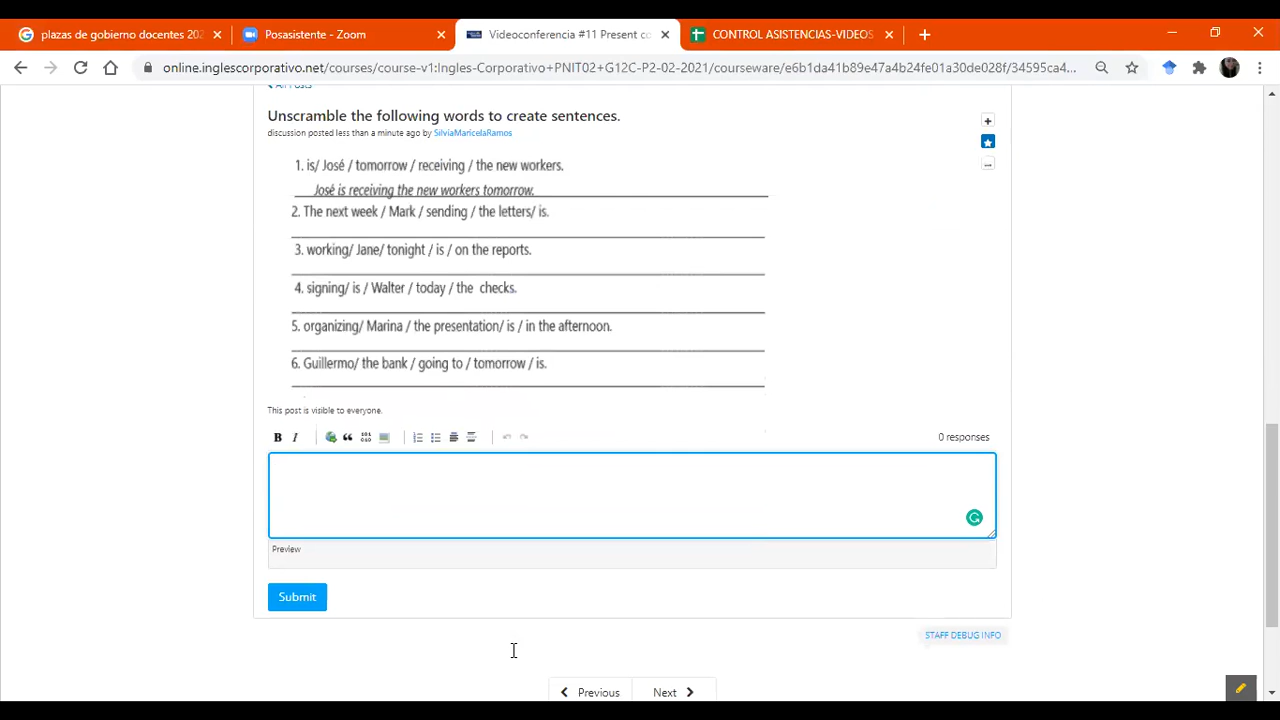 plazas de gobierno docentes 202
Posasistente - Zoom
Videoconferencia #11 Present co
CONTROL ASISTENCIAS-VIDEOS
online.inglescorporativo.net/courses/course-v1:Ingles-Corporativo+PNIT02+G12C-P2-02-2021/courseware/e6b1da41b89e47a4b24fe01a30de028f/34595ca4...
All Posts
Unscramble the following words to create sentences.
discussion posted less than a minute ago by SilviaMaricelaRamos
1. is/ José / tomorrow / receiving / the new workers.
José is receiving the new workers tomorrow.
2. The next week / Mark / sending / the letters/ is.
3. working/ Jane/ tonight / is / on the reports.
4. signing/ is / Walter / today / the checks.
5. organizing/ Marina / the presentation/ is / in the afternoon.
6. Guillermo/ the bank / going to / tomorrow / is.
This post is visible to everyone.
B I
0 responses
Preview
Submit
STAFF DEBUG INFO
Previous
Next